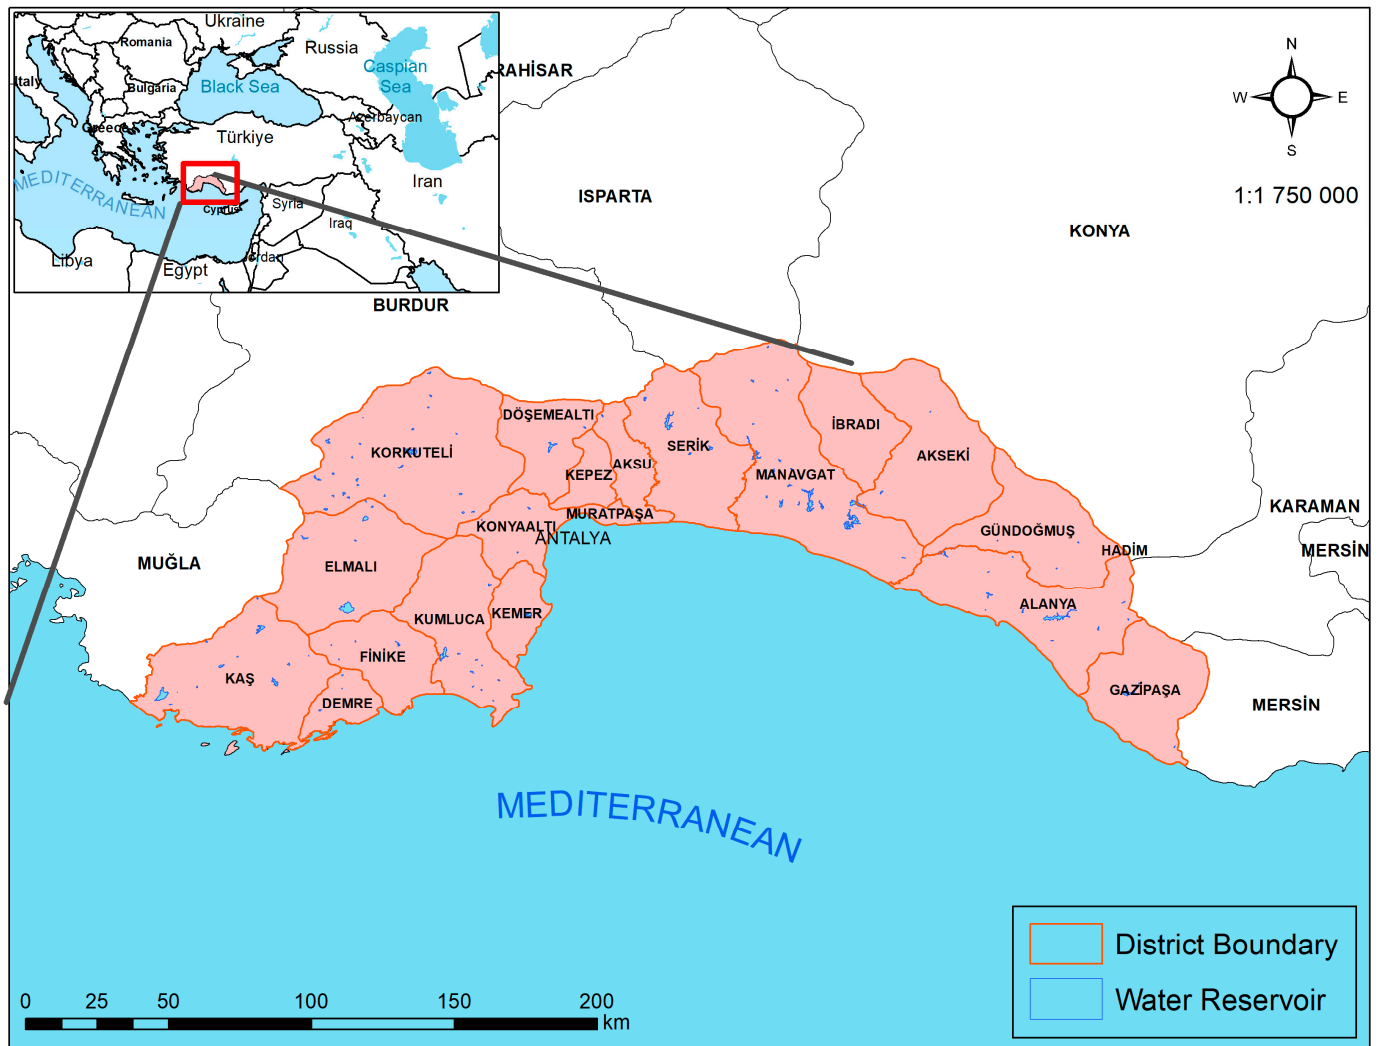 Ukraine
Romania
Russia
Italy
Bulgaria
Black Sea
Caspian
Sea
Greece
Azerbaycan
Türkiye
Iran
MEDITERRANEAN
Cyprus
Syria
Iraq
Libya
Egypt
Jordan
RAHİSAR
N
W
E
S
1:1 750 000
ISPARTA
KONYA
BURDUR
DÖŞEMEALTI
İBRADI
KORKUTELİ
SERİK
AKSEKİ
AKSU
KEPEZ
MANAVGAT
KARAMAN
MURATPAŞA
KONYAALTI
ANTALYA
GÜNDOĞMUŞ
HADİM
MERSİN
MUĞLA
ELMALI
ALANYA
KUMLUCA
KEMER
FİNİKE
KAŞ
GAZİPAŞA
DEMRE
MERSİN
MEDITERRANEAN
District Boundary
Water Reservoir
0 25 50 100 150 200
km